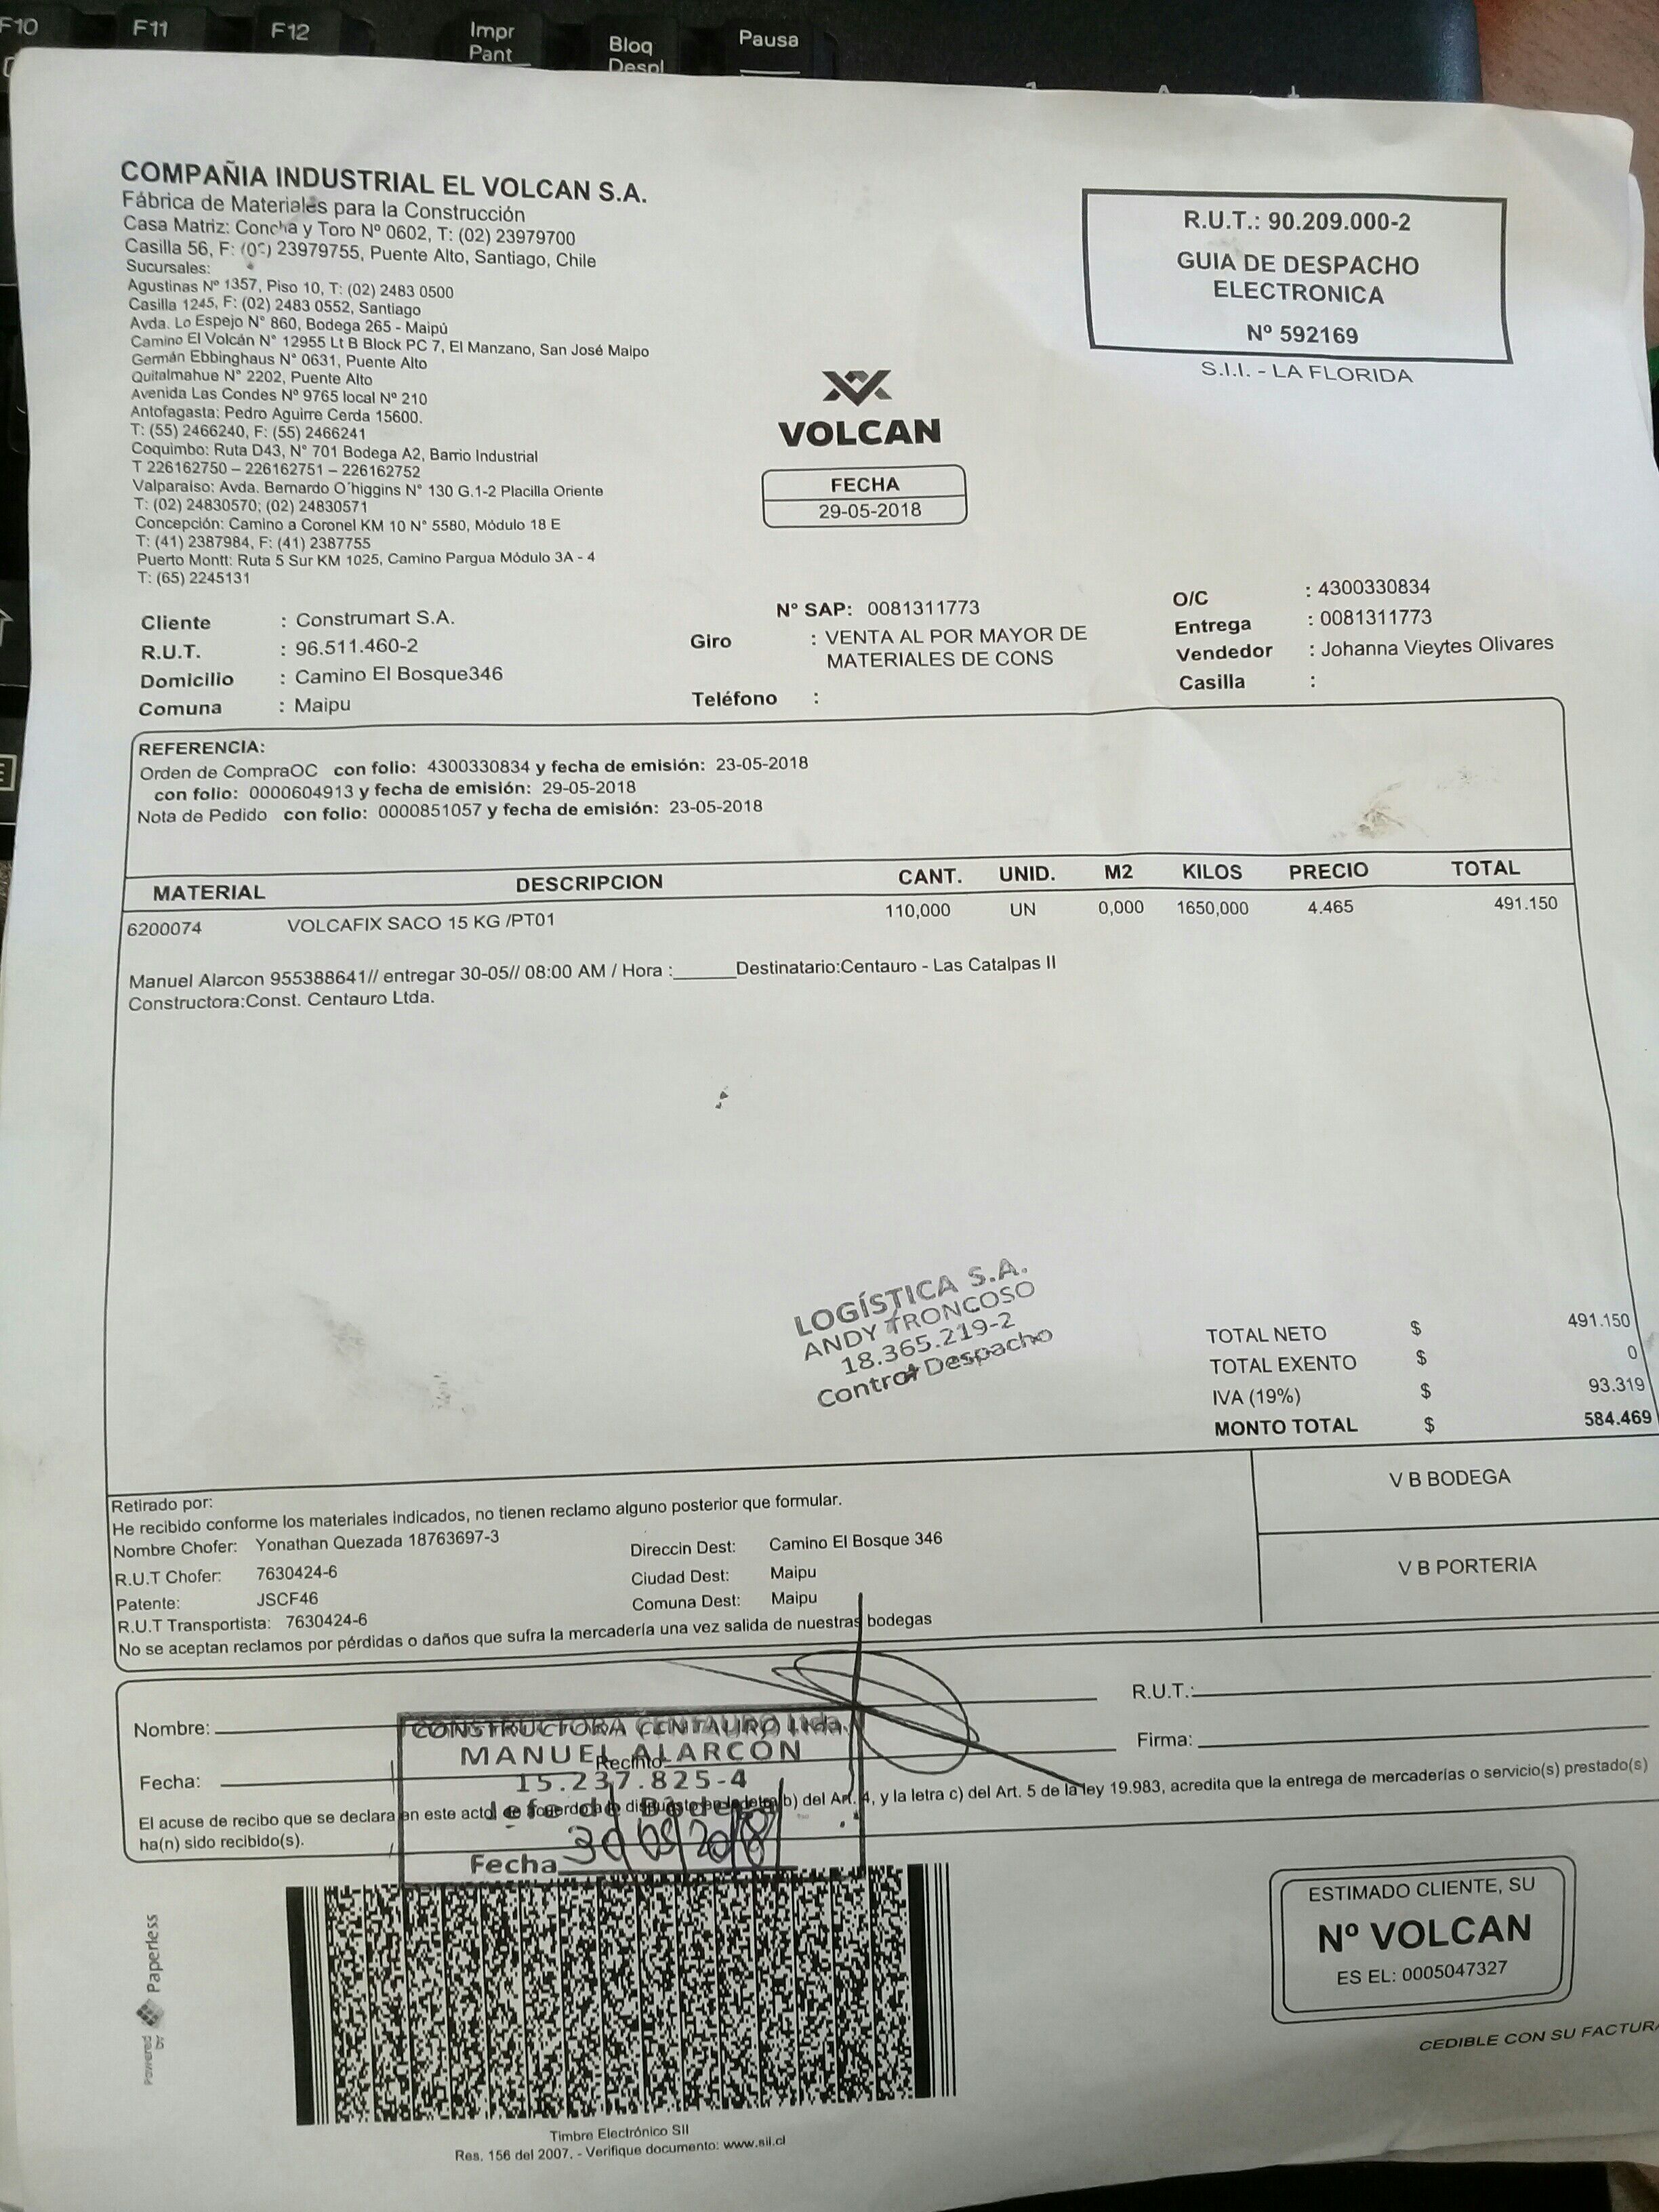 F10
F11
F12
Impr
Pant
Bloq
Despl
Pausa
COMPAÑIA INDUSTRIAL EL VOLCAN S.A.
Fábrica de Materiales para la Construcción
Casa Matriz: Concha y Toro Nº 0602, T: (02) 23979700
Casilla 56, F: (02) 23979755, Puente Alto, Santiago, Chile
Sucursales:
Agustinas Nº 1357, Piso 10, T: (02) 2483 0500
Casilla 1245, F: (02) 2483 0552, Santiago
Avda. Lo Espejo N° 860, Bodega 265 - Maipú
Camino El Volcán N° 12955 Lt B Block PC 7, El Manzano, San José Maipo
Germán Ebbinghaus N° 0631, Puente Alto
Quitalmahue N° 2202, Puente Alto
Avenida Las Condes Nº 9765 local Nº 210
Antofagasta: Pedro Aguirre Cerda 15600.
T: (55) 2466240, F: (55) 2466241
Coquimbo: Ruta D43, N° 701 Bodega A2, Barrio Industrial
T 226162750 – 226162751 – 226162752
Valparaíso: Avda. Bernardo O´higgins N° 130 G.1-2 Placilla Oriente
T: (02) 24830570; (02) 24830571
Concepción: Camino a Coronel KM 10 N° 5580, Módulo 18 E
T: (41) 2387984, F: (41) 2387755
Puerto Montt: Ruta 5 Sur KM 1025, Camino Pargua Módulo 3A - 4
T: (65) 2245131
R.U.T.: 90.209.000-2
GUIA DE DESPACHO
ELECTRONICA
Nº 592169
S.I.I. - LA FLORIDA
VOLCAN
FECHA
29-05-2018
Cliente : Construmart S.A.
R.U.T. : 96.511.460-2
Domicilio : Camino El Bosque346
Comuna : Maipu
Nº SAP: 0081311773
Giro : VENTA AL POR MAYOR DE
MATERIALES DE CONS
Teléfono :
O/C : 4300330834
Entrega : 0081311773
Vendedor : Johanna Vieytes Olivares
Casilla :
REFERENCIA:
Orden de CompraOC con folio: 4300330834 y fecha de emisión: 23-05-2018
con folio: 0000604913 y fecha de emisión: 29-05-2018
Nota de Pedido con folio: 0000851057 y fecha de emisión: 23-05-2018
MATERIAL DESCRIPCION CANT. UNID. M2 KILOS PRECIO TOTAL
6200074 VOLCAFIX SACO 15 KG /PT01 110,000 UN 0,000 1650,000 4.465 491.150
Manuel Alarcon 955388641// entregar 30-05// 08:00 AM / Hora :______Destinatario:Centauro - Las Catalpas II
Constructora:Const. Centauro Ltda.
LOGÍSTICA S.A.
ANDY TRONCOSO
18.365.219-2
Control Despacho
TOTAL NETO $ 491.150
TOTAL EXENTO $ 0
IVA (19%) $ 93.319
MONTO TOTAL $ 584.469
Retirado por:
He recibido conforme los materiales indicados, no tienen reclamo alguno posterior que formular.
Nombre Chofer: Yonathan Quezada 18763697-3
R.U.T Chofer: 7630424-6
Patente: JSCF46
R.U.T Transportista: 7630424-6
Direccin Dest: Camino El Bosque 346
Ciudad Dest: Maipu
Comuna Dest: Maipu
No se aceptan reclamos por pérdidas o daños que sufra la mercadería una vez salida de nuestras bodegas
V B BODEGA
V B PORTERIA
Nombre:
R.U.T.:
Fecha:
Recinto
Firma:
CONSTRUCTORA CENTAURO Ltda.
MANUEL ALARCÓN
15.237.825-4
Jefe de Bodega
Fecha 30/05/2018
El acuse de recibo que se declara en este acto, de acuerdo a lo dispuesto en la letra b) del Art. 4, y la letra c) del Art. 5 de la ley 19.983, acredita que la entrega de mercaderías o servicio(s) prestado(s)
ha(n) sido recibido(s).
Powered by Paperless
Timbre Electrónico SII
Res. 156 del 2007. - Verifique documento: www.sii.cl
ESTIMADO CLIENTE, SU
Nº VOLCAN
ES EL: 0005047327
CEDIBLE CON SU FACTURA